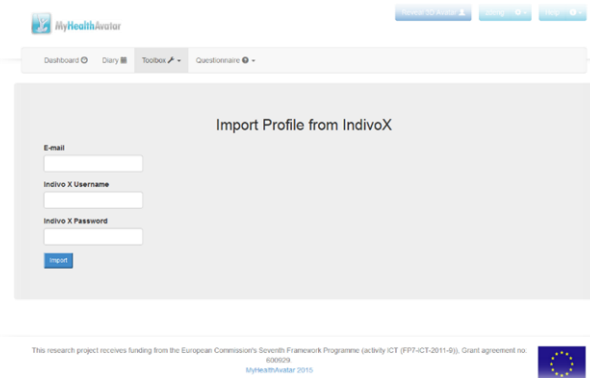 MyHealthAvatar
Dashboard Diary Toolbox Questionnaire
Import Profile from IndivoX
E-mail
Indivo X Username
Indivo X Password
Import
This research project receives funding from the European Commission's Seventh Framework Programme (activity ICT (FP7-ICT-2011-9)), Grant agreement no.
600929.
MyHealthAvatar 2015